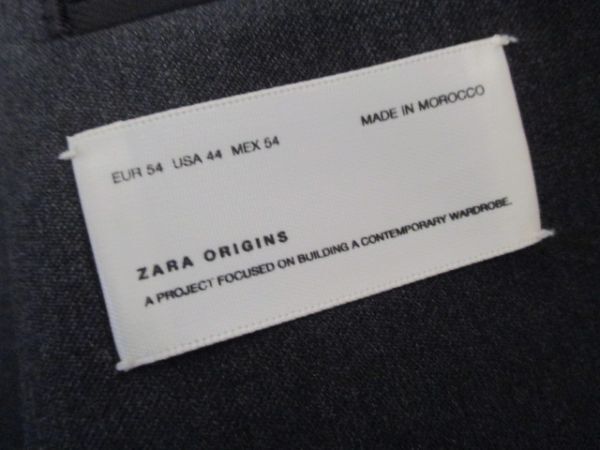 EUR 54 USA 44 MEX 54
MADE IN MOROCCO
ZARA ORIGINS
A PROJECT FOCUSED ON BUILDING A CONTEMPORARY WARDROBE.